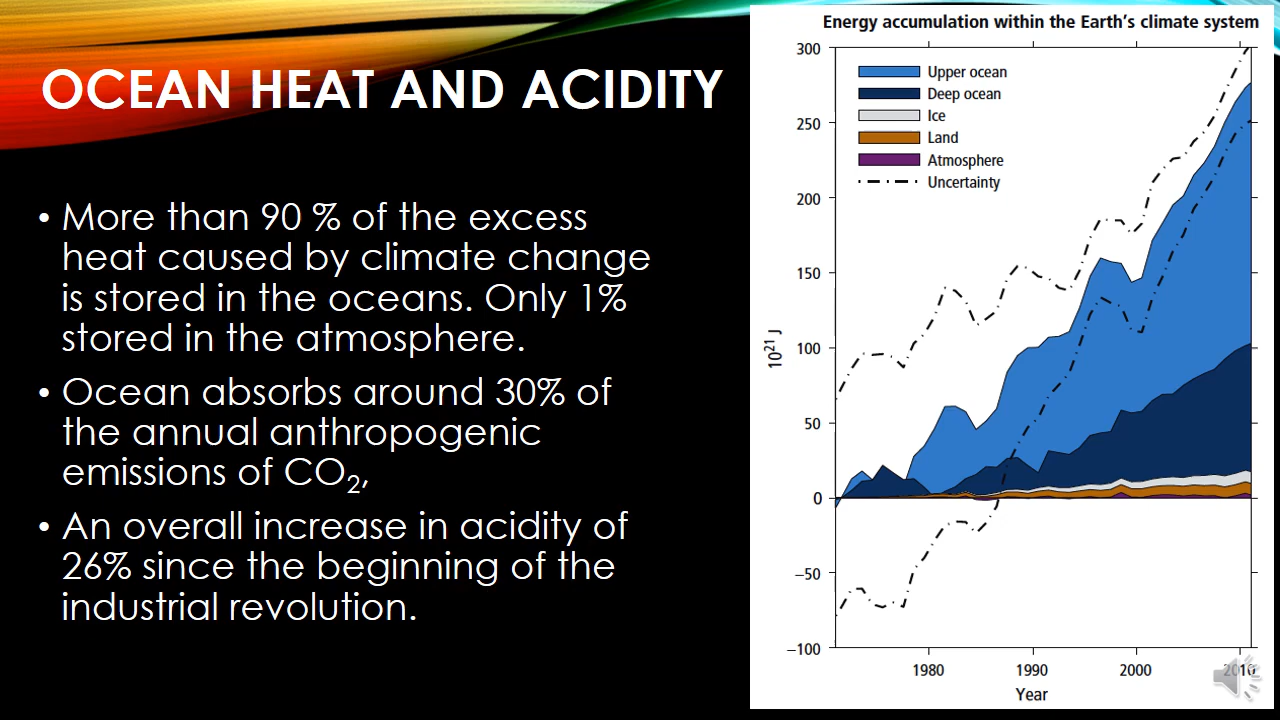 OCEAN HEAT AND ACIDITY
• More than 90 % of the excess
heat caused by climate change
is stored in the oceans. Only 1%
stored in the atmosphere.
• Ocean absorbs around 30% of
the annual anthropogenic
emissions of CO₂,
• An overall increase in acidity of
26% since the beginning of the
industrial revolution.
Energy accumulation within the Earth's climate system
Upper ocean
Deep ocean
Ice
Land
Atmosphere
Uncertainty
300
250
200
150
100
50
0
−50
−100
10²¹ J
1980 1990 2000 2010
Year